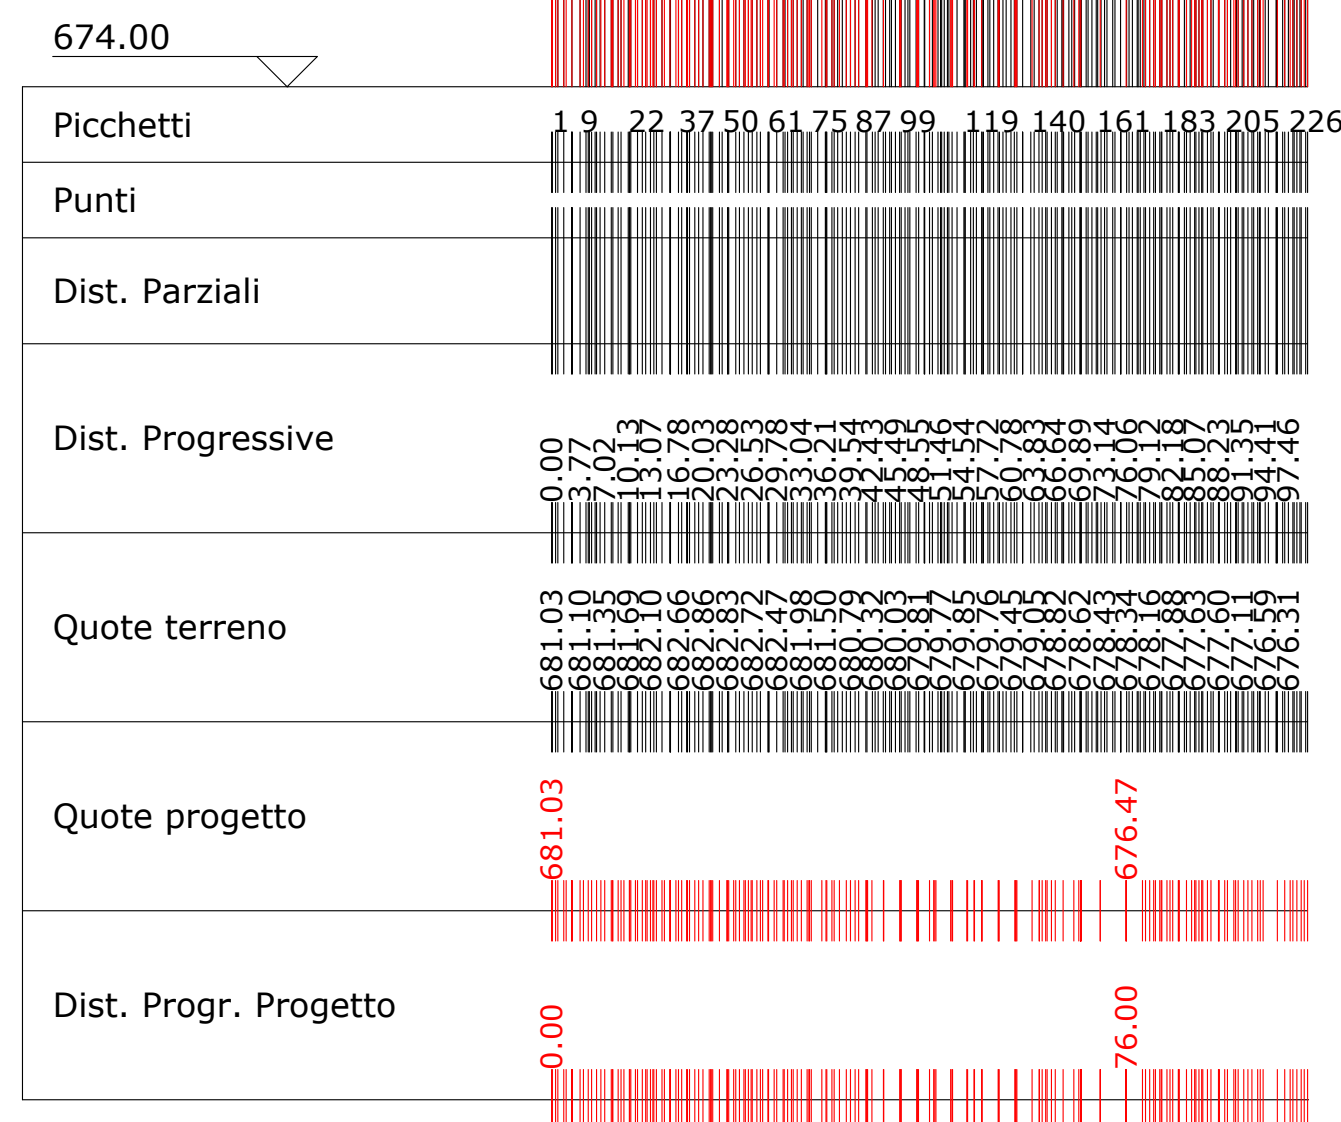 674.00
Picchetti 1 9 22 37 50 61 75 87 99 119 140 161 183 205 226
Punti
Dist. Parziali
Dist. Progressive 0.00 3.77 7.02 10.13 13.07 16.78 20.03 23.28 26.53 29.78 33.04 36.21 39.54 42.43 45.49 48.55 51.46 54.54 57.72 60.78 63.83 66.64 69.89 73.14 76.06 79.12 82.18 85.07 88.23 91.35 94.41 97.46
Quote terreno 681.03 681.10 681.35 681.69 682.10 682.66 682.86 682.83 682.72 682.47 681.98 681.50 680.79 680.32 680.03 679.81 679.77 679.85 679.76 679.45 679.05 678.82 678.62 678.43 678.34 678.16 677.88 677.63 677.60 677.11 676.59 676.31
Quote progetto 681.03 676.47
Dist. Progr. Progetto 0.00 76.00